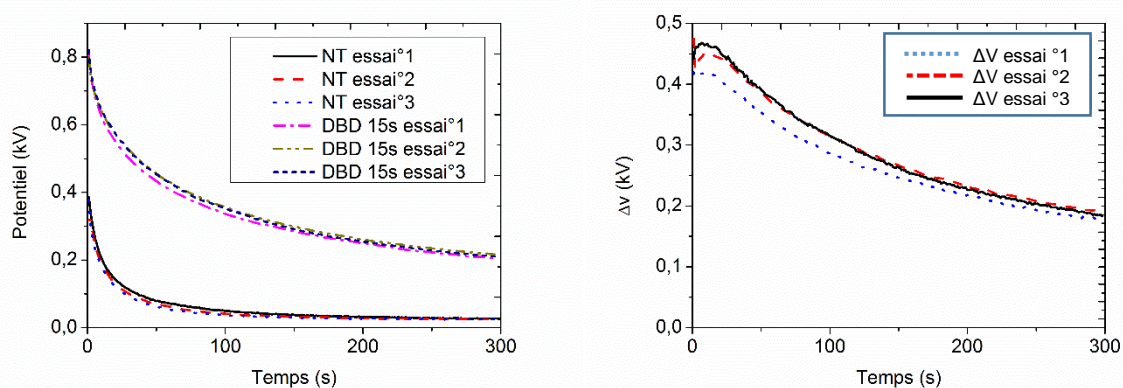 0,8
0,6
0,4
0,2
0,0
Potentiel (kV)
NT essai°1
NT essai°2
NT essai°3
DBD 15s essai°1
DBD 15s essai°2
DBD 15s essai°3
0
100
200
300
Temps (s)
0,5
0,4
0,3
0,2
0,1
0,0
Δv (kV)
ΔV essai °1
ΔV essai °2
ΔV essai °3
0
100
200
300
Temps (s)